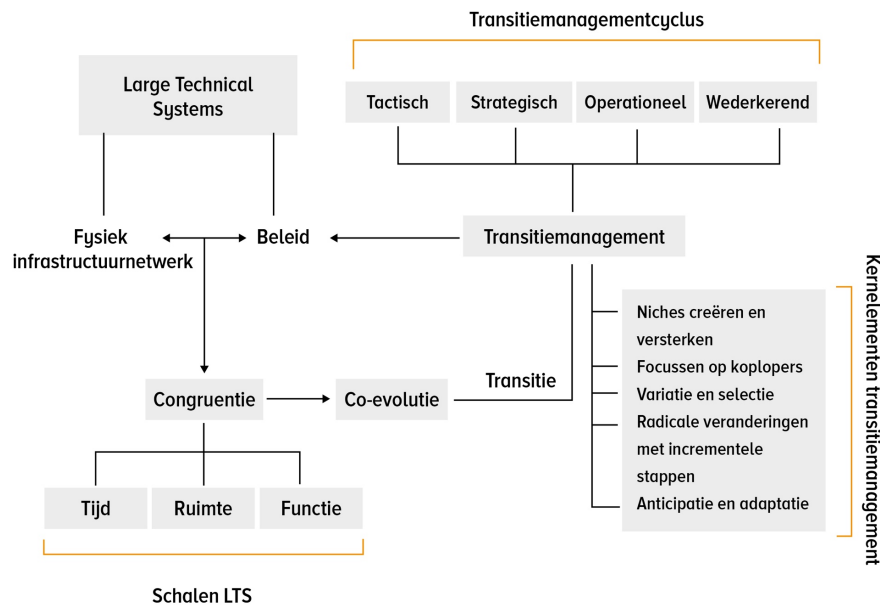 Transitiemanagementcyclus
Large Technical
Systems
Tactisch
Strategisch
Operationeel
Wederkerend
Fysiek
infrastructuurnetwerk
Beleid
Transitiemanagement
Niches creëren en
versterken
Focussen op koplopers
Variatie en selectie
Radicale veranderingen
met incrementele
stappen
Anticipatie en adaptatie
Kernelementen transitiemanagement
Congruentie
Co-evolutie
Transitie
Tijd
Ruimte
Functie
Schalen LTS